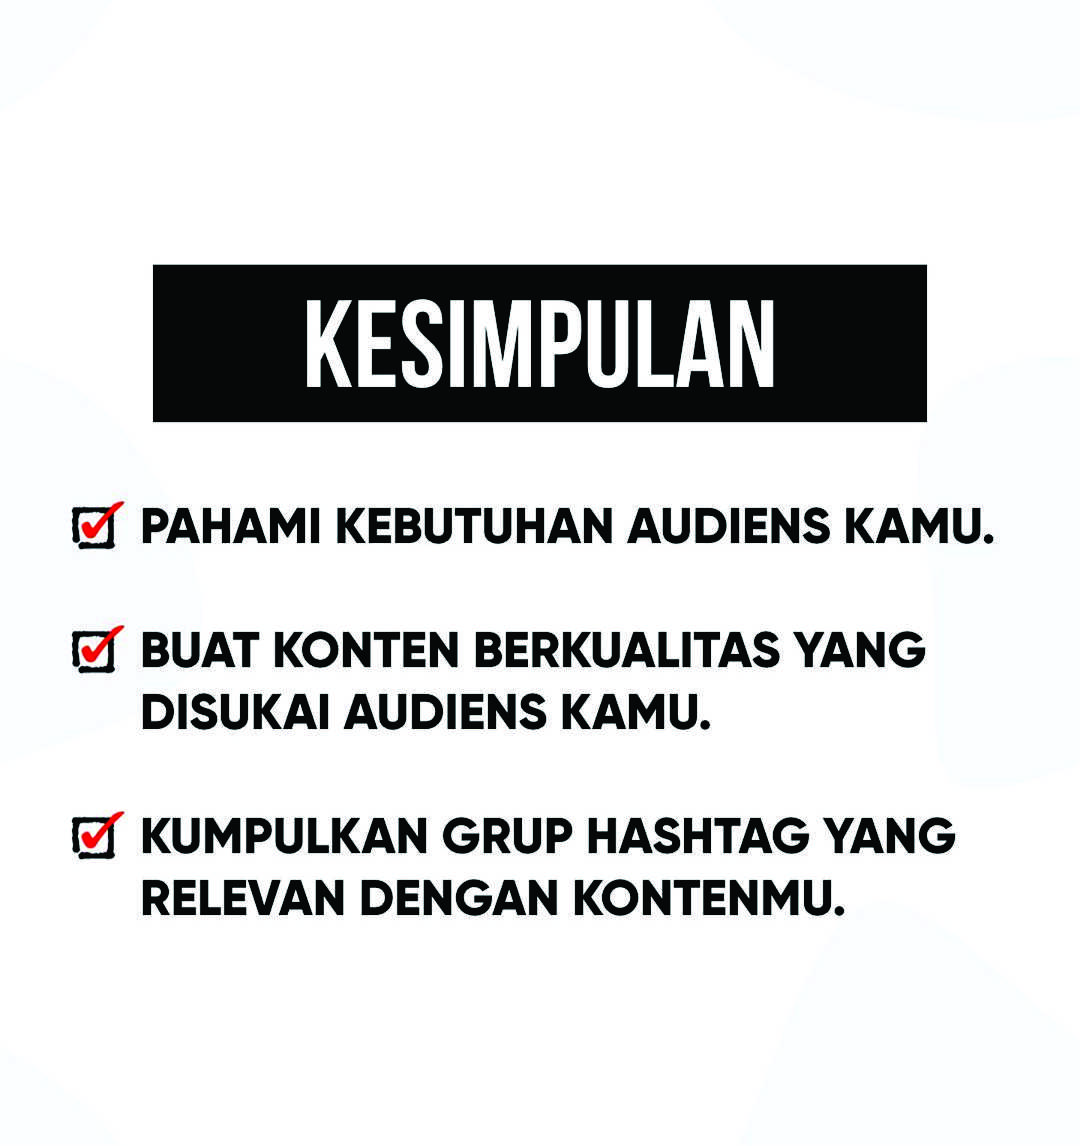 KESIMPULAN
PAHAMI KEBUTUHAN AUDIENS KAMU.
BUAT KONTEN BERKUALITAS YANG
DISUKAI AUDIENS KAMU.
KUMPULKAN GRUP HASHTAG YANG
RELEVAN DENGAN KONTENMU.